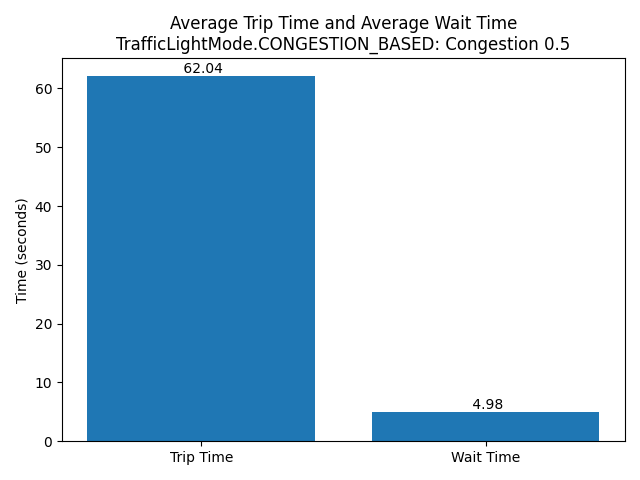 Average Trip Time and Average Wait Time
TrafficLightMode.CONGESTION_BASED: Congestion 0.5
62.04
4.98
Time (seconds)
60
50
40
30
20
10
0
Trip Time
Wait Time